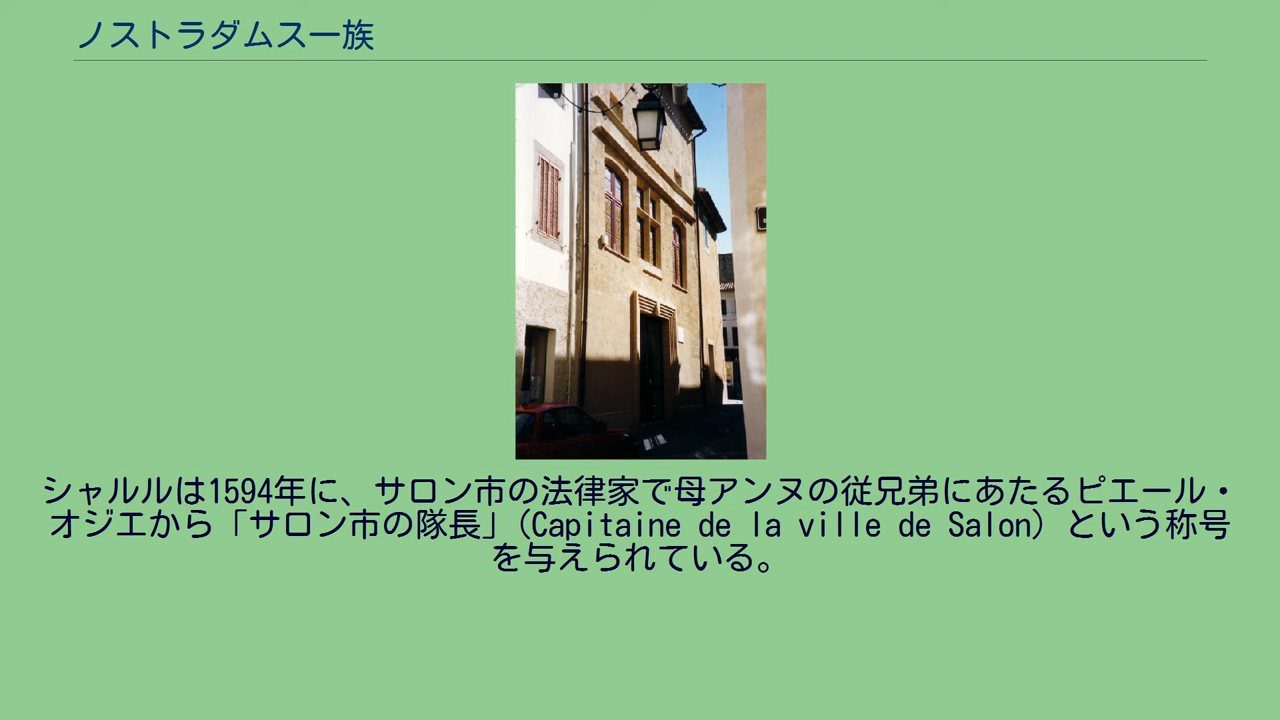 ノストラダムス一族
シャルルは1594年に、サロン市の法律家で母アンヌの従兄弟にあたるピエール・
オジエから「サロン市の隊長」(Capitaine de la ville de Salon) という称号
を与えられている。